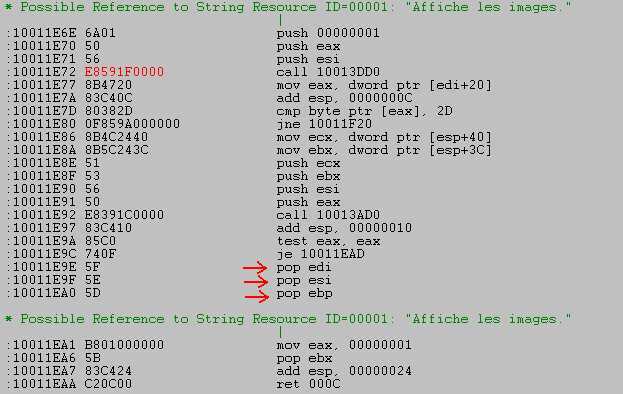 * Possible Reference to String Resource ID=00001: "Affiche les images."
|
:10011E6E 6A01 push 00000001
:10011E70 50 push eax
:10011E71 56 push esi
:10011E72 E8591F0000 call 10013DD0
:10011E77 8B4720 mov eax, dword ptr [edi+20]
:10011E7A 83C40C add esp, 0000000C
:10011E7D 80382D cmp byte ptr [eax], 2D
:10011E80 0F859A000000 jne 10011F20
:10011E86 8B4C2440 mov ecx, dword ptr [esp+40]
:10011E8A 8B5C243C mov ebx, dword ptr [esp+3C]
:10011E8E 51 push ecx
:10011E8F 53 push ebx
:10011E90 56 push esi
:10011E91 50 push eax
:10011E92 E8391C0000 call 10013AD0
:10011E97 83C410 add esp, 00000010
:10011E9A 85C0 test eax, eax
:10011E9C 740F je 10011EAD
:10011E9E 5F pop edi
:10011E9F 5E pop esi
:10011EA0 5D pop ebp
* Possible Reference to String Resource ID=00001: "Affiche les images."
|
:10011EA1 B801000000 mov eax, 00000001
:10011EA6 5B pop ebx
:10011EA7 83C424 add esp, 00000024
:10011EAA C20C00 ret 000C